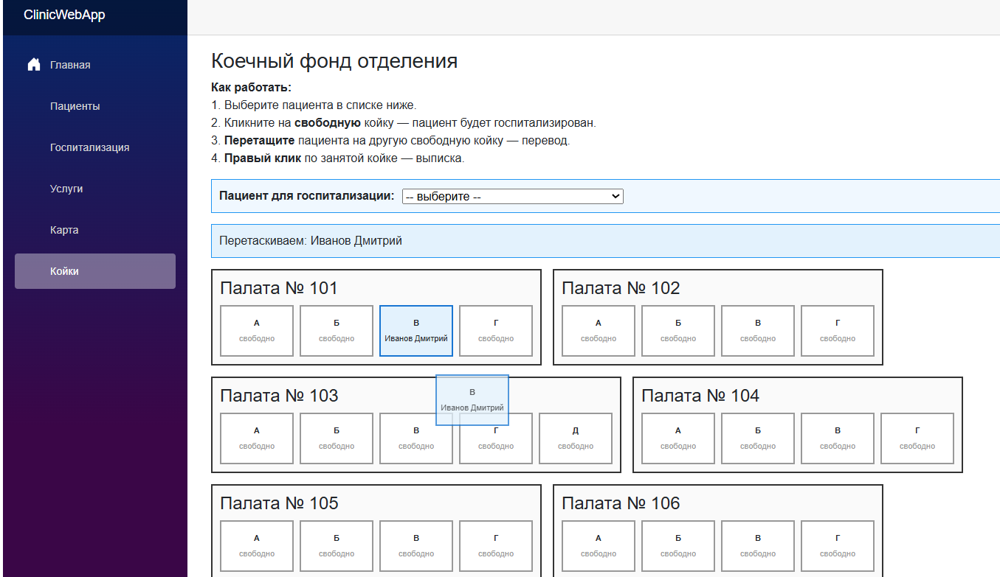 ClinicWebApp
Главная
Пациенты
Госпитализация
Услуги
Карта
Койки
Коечный фонд отделения
Как работать:
1. Выберите пациента в списке ниже.
2. Кликните на свободную койку — пациент будет госпитализирован.
3. Перетащите пациента на другую свободную койку — перевод.
4. Правый клик по занятой койке — выписка.
Пациент для госпитализации: -- выберите --
Перетаскиваем: Иванов Дмитрий
Палата № 101
А Б В Г
свободно свободно Иванов Дмитрий свободно
Палата № 102
А Б В Г
свободно свободно свободно свободно
Палата № 103
В
Иванов Дмитрий
А Б В Г Д
свободно свободно свободно свободно свободно
Палата № 104
А Б В Г
свободно свободно свободно свободно
Палата № 105
А Б В Г
свободно свободно свободно свободно
Палата № 106
А Б В Г
свободно свободно свободно свободно